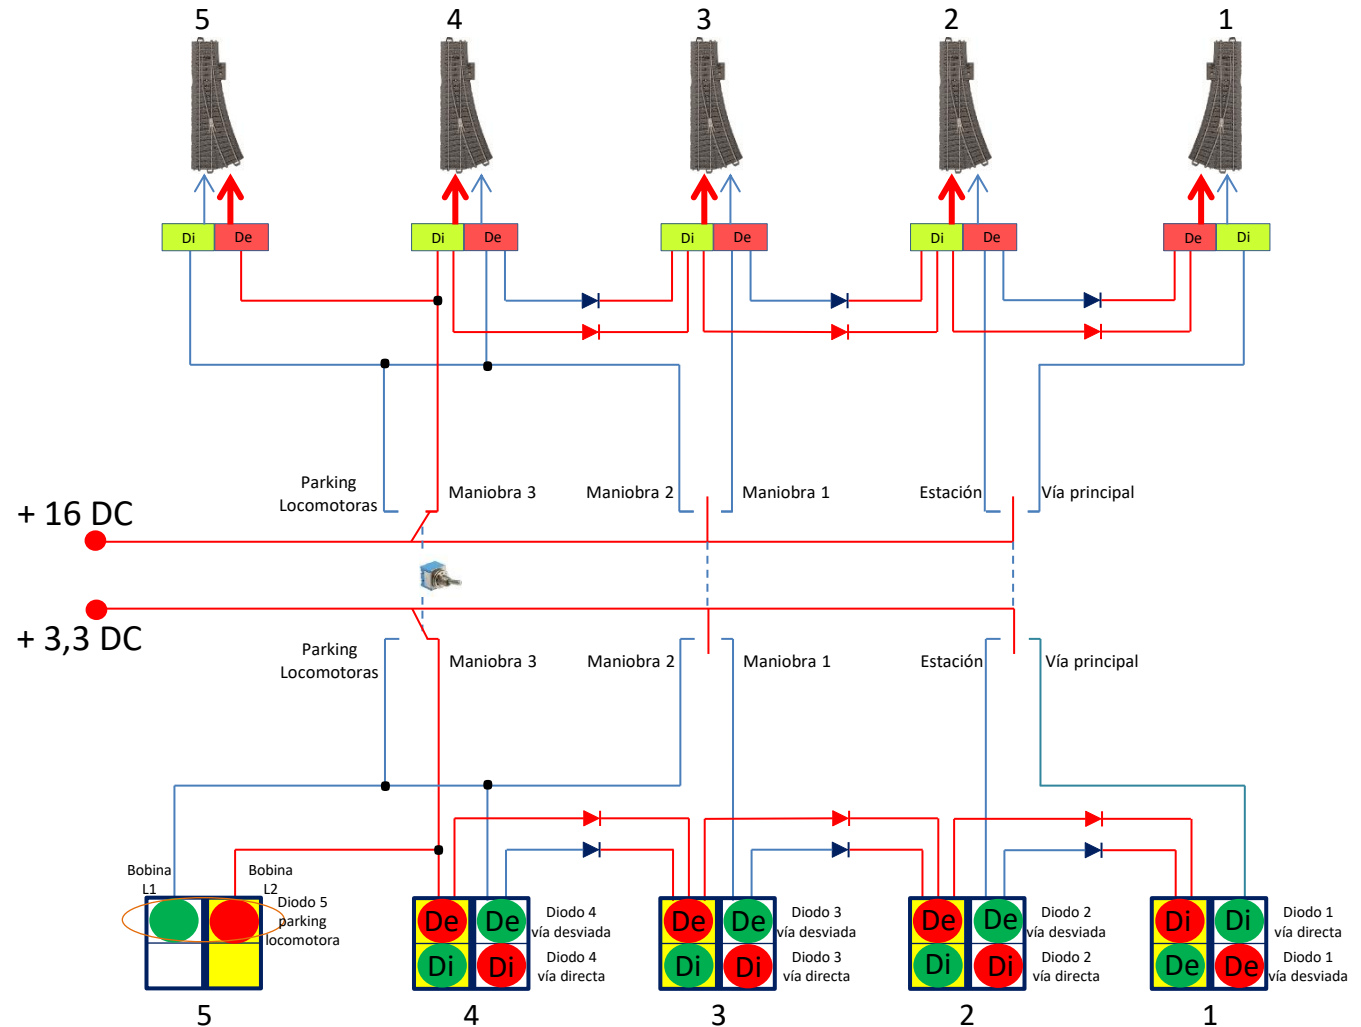 5 4 3 2 1
Di De Di De Di De Di De De Di
Parking
Locomotoras
Maniobra 3 Maniobra 2 Maniobra 1 Estación Vía principal
+ 16 DC
+ 3,3 DC
Parking
Locomotoras
Maniobra 3 Maniobra 2 Maniobra 1 Estación Vía principal
Bobina
L1
Bobina
L2
Diodo 5
parking
locomotora
De De
Diodo 4
vía desviada
De De
Diodo 3
vía desviada
De De
Diodo 2
vía desviada
Di Di
Diodo 1
vía directa
Di Di
Diodo 4
vía directa
Di Di
Diodo 3
vía directa
Di Di
Diodo 2
vía directa
De De
Diodo 1
vía desviada
5 4 3 2 1